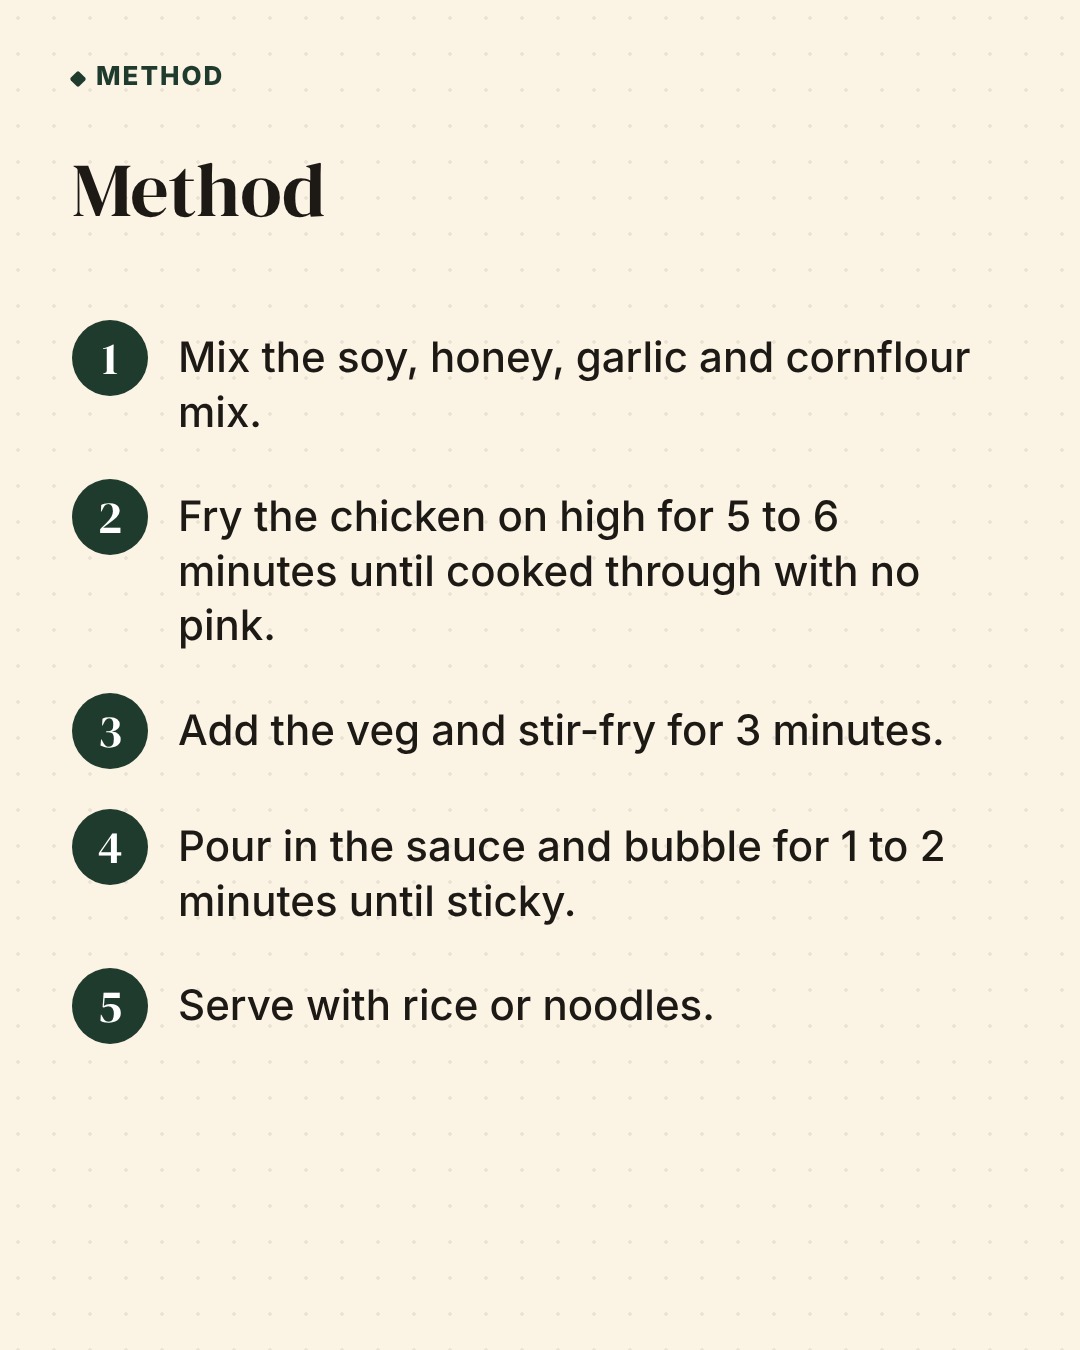 METHOD
Method
1 Mix the soy, honey, garlic and cornflour
mix.
2 Fry the chicken on high for 5 to 6
minutes until cooked through with no
pink.
3 Add the veg and stir-fry for 3 minutes.
4 Pour in the sauce and bubble for 1 to 2
minutes until sticky.
5 Serve with rice or noodles.